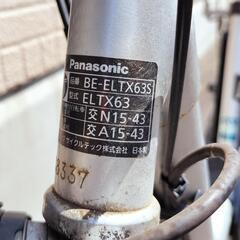 Panasonic
品番 BE-ELTX63S
型式 ELTX63
交N15-43
交A15-43
サイクルテック株式会社 日本製
8337